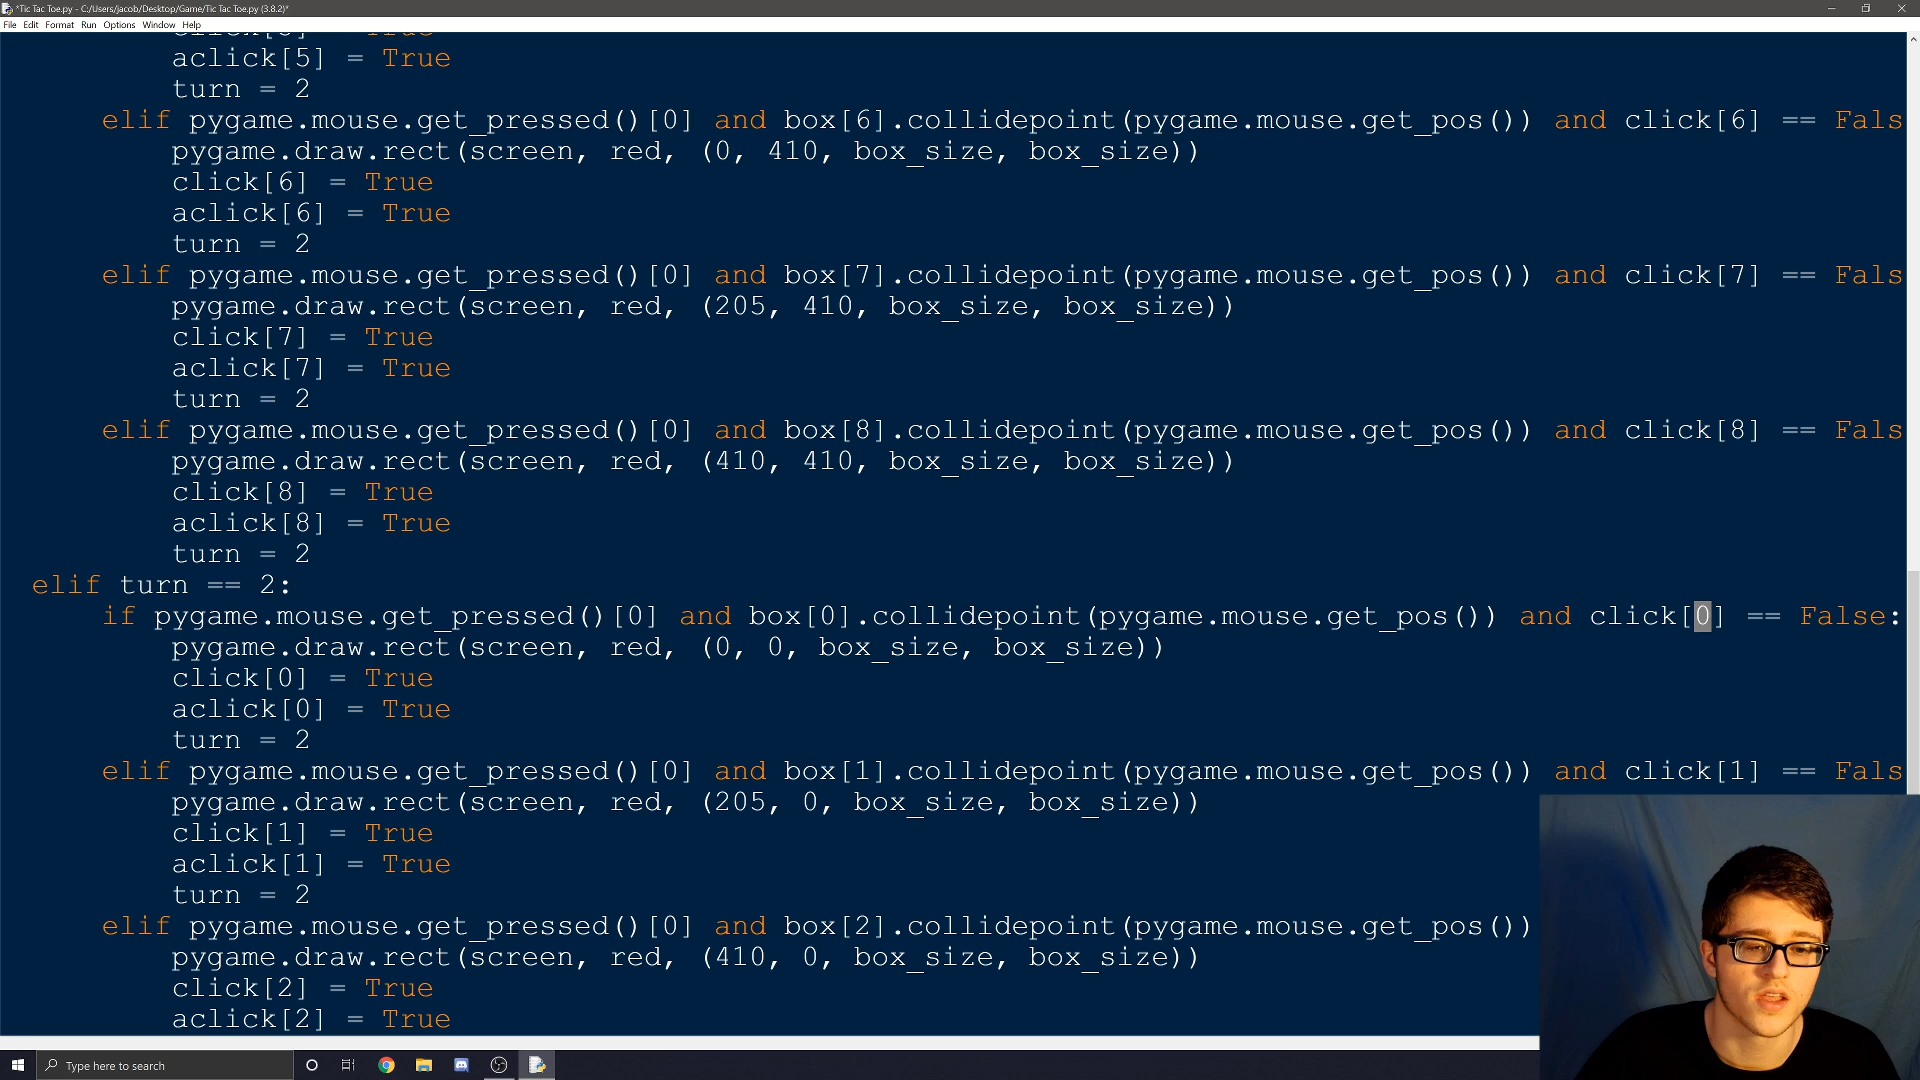 *Tic Tac Toe.py - C:/Users/jacob/Desktop/Game/Tic Tac Toe.py (3.8.2)*
File Edit Format Run Options Window Help
aclick[5] = True
turn = 2
elif pygame.mouse.get_pressed()[0] and box[6].collidepoint(pygame.mouse.get_pos()) and click[6] == Fals
pygame.draw.rect(screen, red, (0, 410, box_size, box_size))
click[6] = True
aclick[6] = True
turn = 2
elif pygame.mouse.get_pressed()[0] and box[7].collidepoint(pygame.mouse.get_pos()) and click[7] == Fals
pygame.draw.rect(screen, red, (205, 410, box_size, box_size))
click[7] = True
aclick[7] = True
turn = 2
elif pygame.mouse.get_pressed()[0] and box[8].collidepoint(pygame.mouse.get_pos()) and click[8] == Fals
pygame.draw.rect(screen, red, (410, 410, box_size, box_size))
click[8] = True
aclick[8] = True
turn = 2
elif turn == 2:
if pygame.mouse.get_pressed()[0] and box[0].collidepoint(pygame.mouse.get_pos()) and click[0] == False:
pygame.draw.rect(screen, red, (0, 0, box_size, box_size))
click[0] = True
aclick[0] = True
turn = 2
elif pygame.mouse.get_pressed()[0] and box[1].collidepoint(pygame.mouse.get_pos()) and click[1] == Fals
pygame.draw.rect(screen, red, (205, 0, box_size, box_size))
click[1] = True
aclick[1] = True
turn = 2
elif pygame.mouse.get_pressed()[0] and box[2].collidepoint(pygame.mouse.get_pos())
pygame.draw.rect(screen, red, (410, 0, box_size, box_size))
click[2] = True
aclick[2] = True
Type here to search